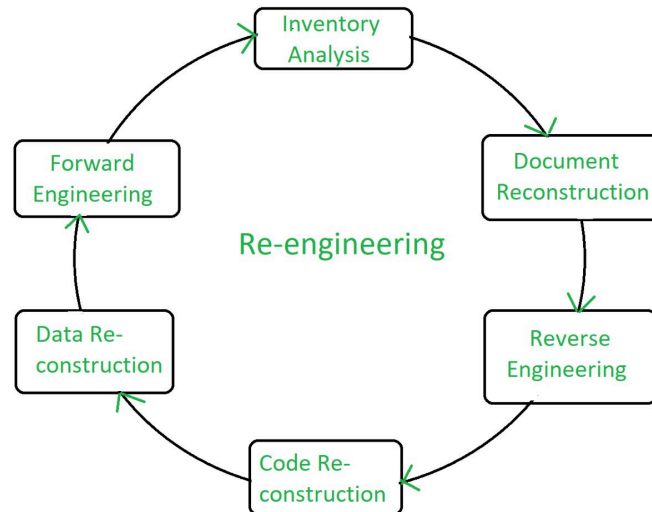 Inventory
Analysis
Document
Reconstruction
Reverse
Engineering
Code Re-
construction
Data Re-
construction
Forward
Engineering
Re-engineering